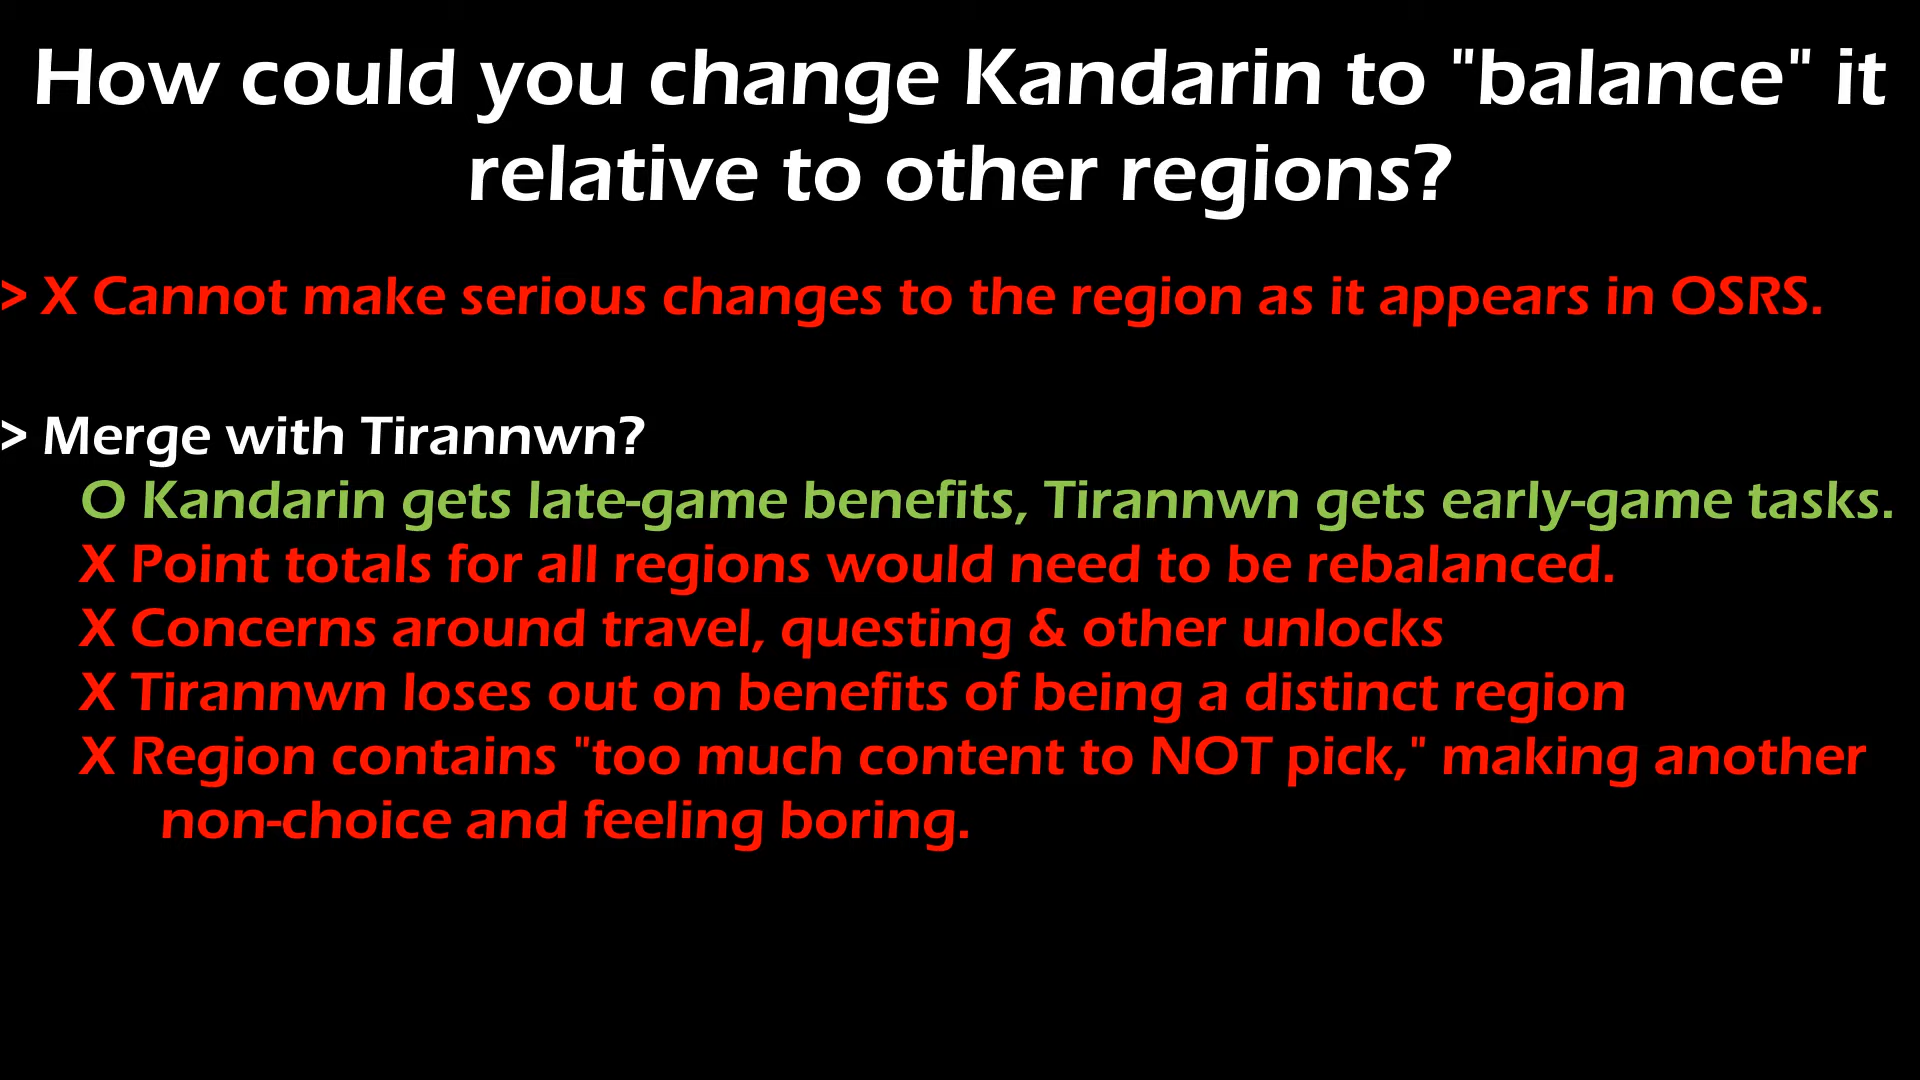 How could you change Kandarin to "balance" it
relative to other regions?
> X Cannot make serious changes to the region as it appears in OSRS.
> Merge with Tirannwn?
O Kandarin gets late-game benefits, Tirannwn gets early-game tasks.
X Point totals for all regions would need to be rebalanced.
X Concerns around travel, questing & other unlocks
X Tirannwn loses out on benefits of being a distinct region
X Region contains "too much content to NOT pick," making another
non-choice and feeling boring.